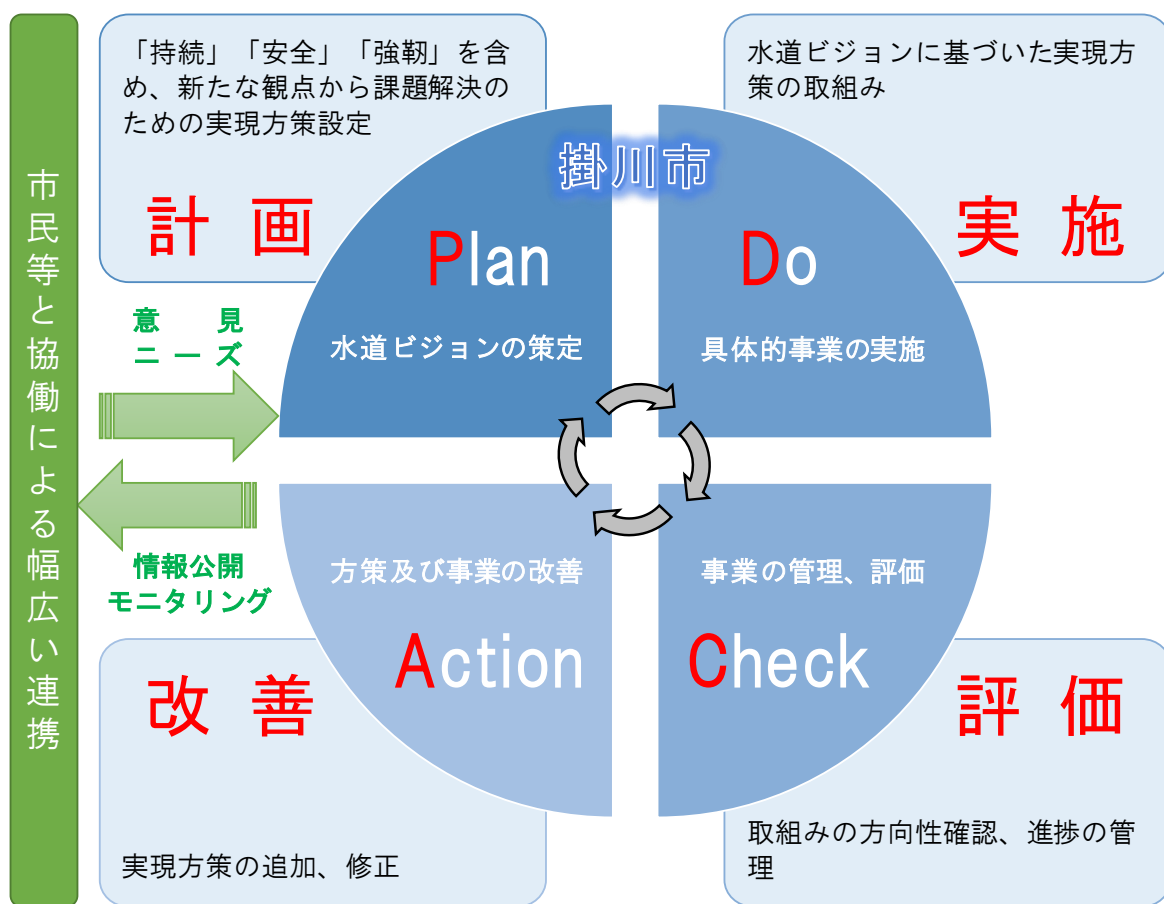 市民等と協働による幅広い連携
「持続」「安全」「強靭」を含
め、新たな観点から課題解決の
ための実現方策設定
計画
水道ビジョンに基づいた実現方
策の取組み
実施
掛川市
Plan
水道ビジョンの策定
Do
具体的事業の実施
意見
ニーズ
情報公開
モニタリング
方策及び事業の改善
Action
事業の管理、評価
Check
改善
実現方策の追加、修正
評価
取組みの方向性確認、進捗の管
理